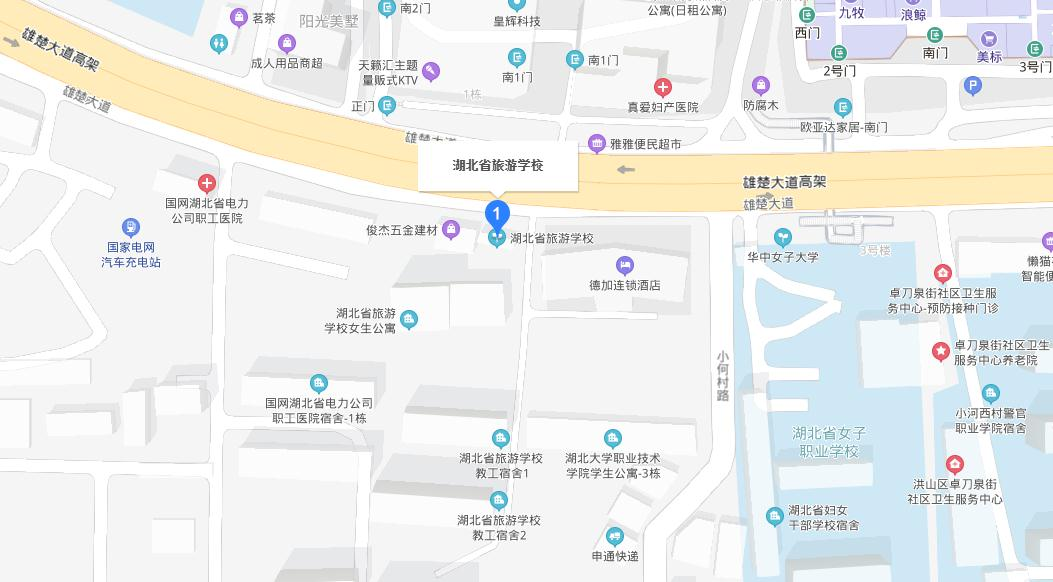 南2门
皇辉科技
公寓(日租公寓)
九牧
浪鲸
茗茶
阳光美墅
西门
南门
美标
雄楚大道高架
成人用品商超
天籁汇主题
量贩式KTV
南1门
南1门
2号门
3号门
雄楚大道
正门
1栋
真爱妇产医院
防腐木
P
欧亚达家居-南门
雄楚大道
雅雅便民超市
湖北省旅游学校
雄楚大道高架
雄楚大道
国网湖北省电力
公司职工医院
1
俊杰五金建材
湖北省旅游学校
国家电网
汽车充电站
德加连锁酒店
华中女子大学
3号楼
懒猫
智能便
卓刀泉街社区卫生服
务中心-预防接种门诊
湖北省旅游
学校女生公寓
卓刀泉街社区卫生
服务中心养老院
小何村路
国网湖北省电力公司
职工医院宿舍-1栋
小河西村警官
职业学院宿舍
湖北省女子
职业学校
湖北省旅游学校
教工宿舍1
湖北大学职业技术
学院学生公寓-3栋
洪山区卓刀泉街
社区卫生服务中心
湖北省旅游学校
教工宿舍2
湖北省妇女
干部学校宿舍
申通快递